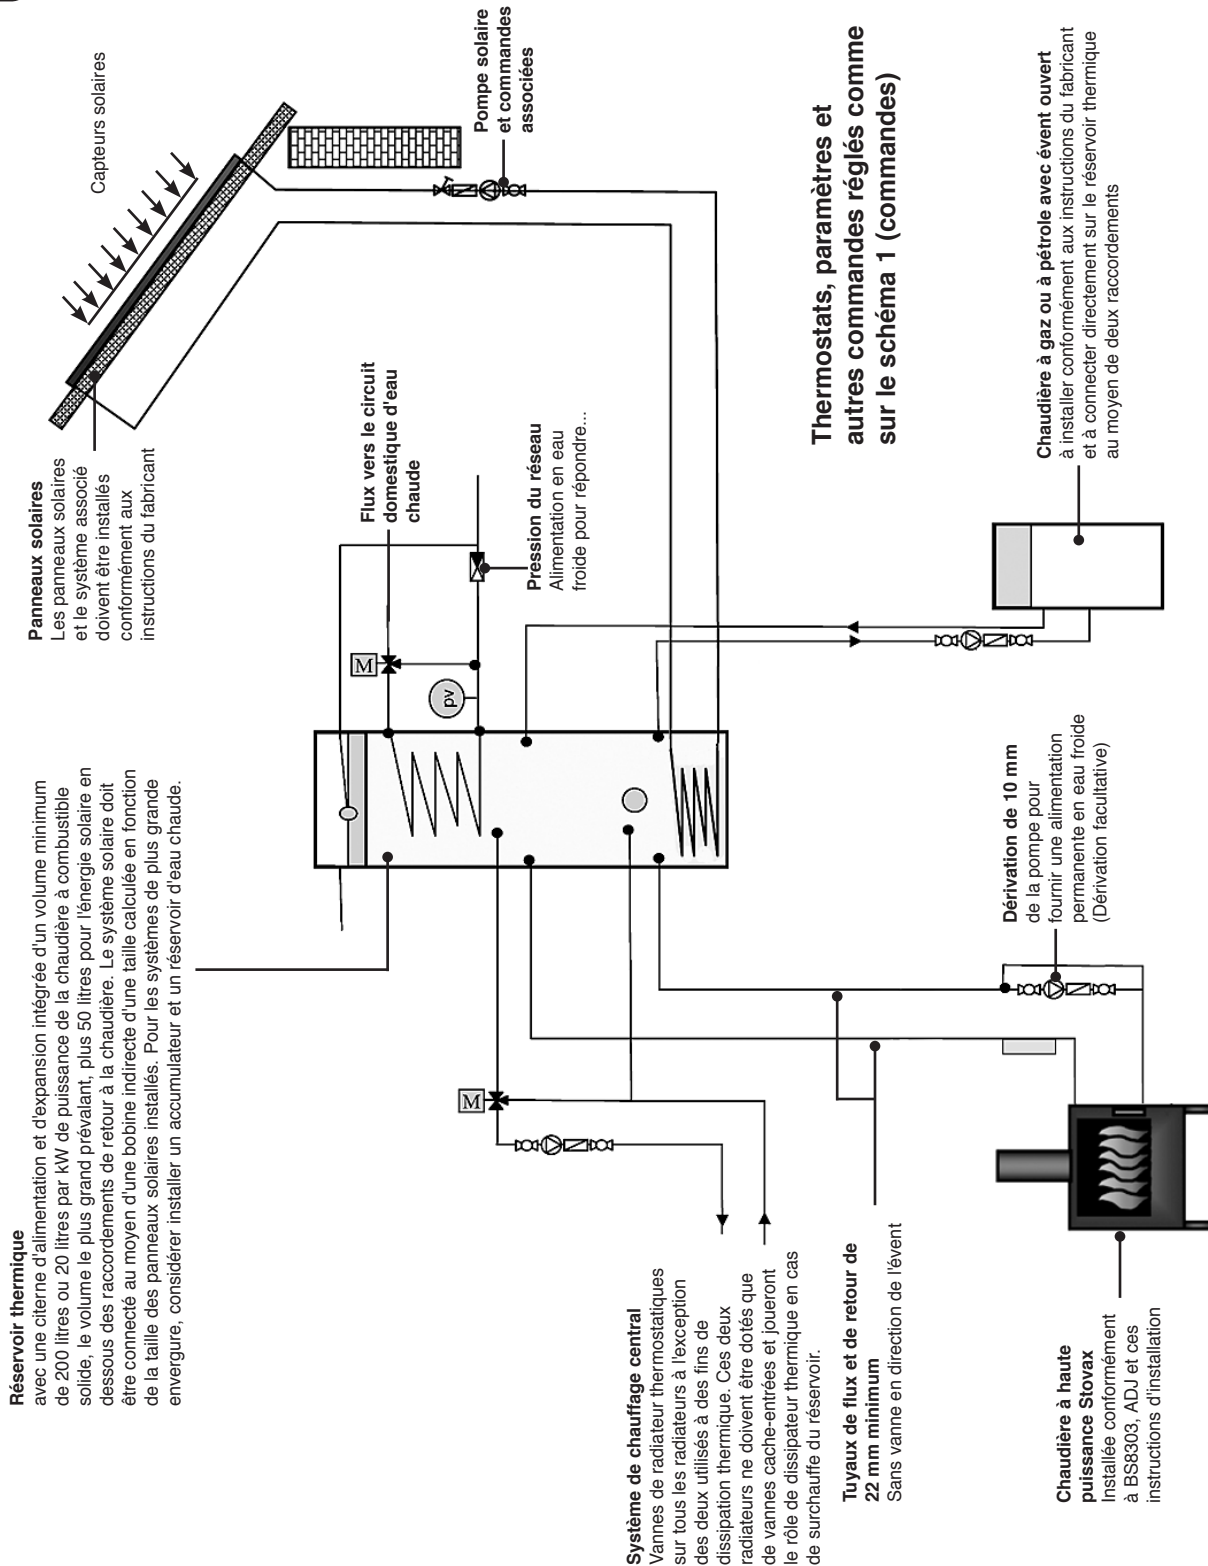 Réservoir thermique
avec une citerne d'alimentation et d'expansion intégrée d'un volume minimum
de 200 litres ou 20 litres par kW de puissance de la chaudière à combustible
solide, le volume le plus grand prévalant, plus 50 litres pour l'énergie solaire en
dessous des raccordements de retour à la chaudière. Le système solaire doit
être connecté au moyen d'une bobine indirecte d'une taille calculée en fonction
de la taille des panneaux solaires installés. Pour les systèmes de plus grande
envergure, considérer installer un accumulateur et un réservoir d'eau chaude.
Panneaux solaires
Les panneaux solaires
et le système associé
doivent être installés
conformément aux
instructions du fabricant
Capteurs solaires
Flux vers le circuit
domestique d'eau
chaude
M
pv
Pression du réseau
Alimentation en eau
froide pour répondre...
Pompe solaire
et commandes
associées
Thermostats, paramètres et
autres commandes réglés comme
sur le schéma 1 (commandes)
M
Système de chauffage central
Vannes de radiateur thermostatiques
sur tous les radiateurs à l'exception
des deux utilisés à des fins de
dissipation thermique. Ces deux
radiateurs ne doivent être dotés que
de vannes cache-entrées et joueront
le rôle de dissipateur thermique en cas
de surchauffe du réservoir.
Tuyaux de flux et de retour de
22 mm minimum
Sans vanne en direction de l'évent
Dérivation de 10 mm
de la pompe pour
fournir une alimentation
permanente en eau froide
(Dérivation facultative)
Chaudière à gaz ou à pétrole avec évent ouvert
à installer conformément aux instructions du fabricant
et à connecter directement sur le réservoir thermique
au moyen de deux raccordements
Chaudière à haute
puissance Stovax
Installée conformément
à BS8303, ADJ et ces
instructions d'installation